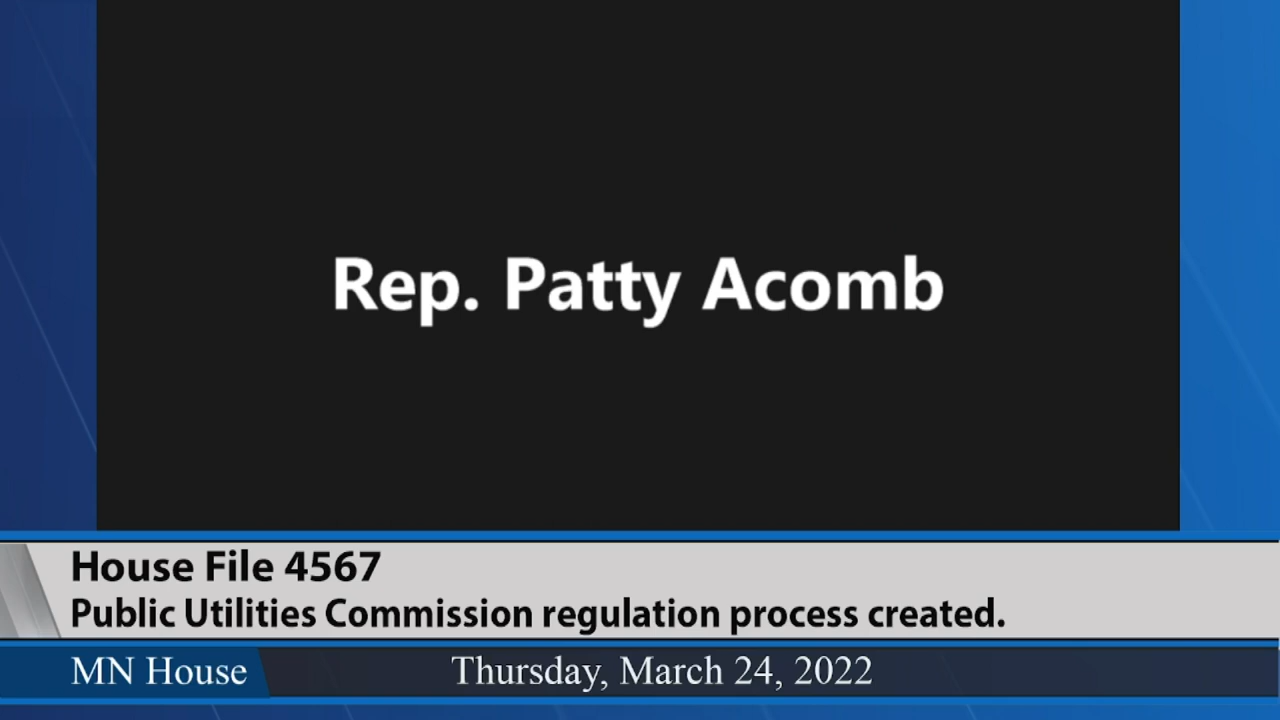 Rep. Patty Acomb
House File 4567
Public Utilities Commission regulation process created.
MN House
Thursday, March 24, 2022